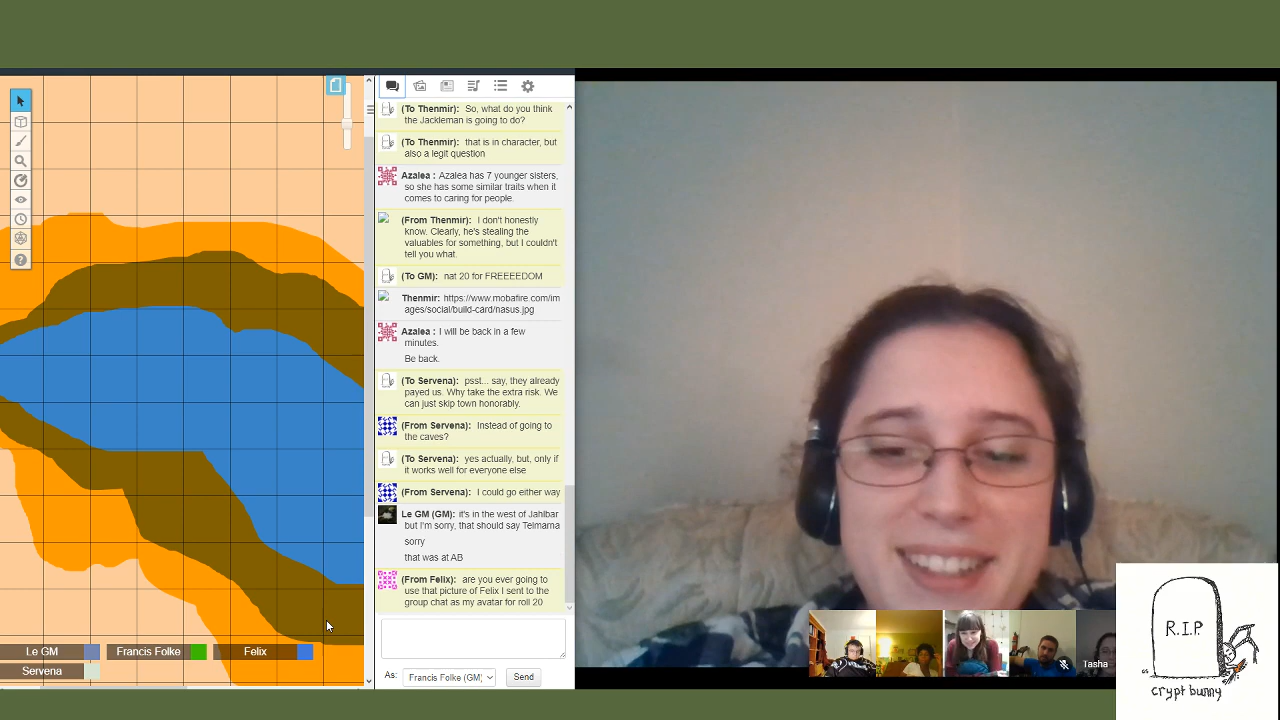 (To Thenmir): So, what do you think
the Jackleman is going to do?
(To Thenmir): that is in character, but
also a legit question
Azalea : Azalea has 7 younger sisters,
so she has some similar traits when it
comes to caring for people.
(From Thenmir): I don't honestly
know. Clearly, he's stealing the
valuables for something, but I couldn't
tell you what.
(To GM): nat 20 for FREEEEDOM
Thenmir: https://www.mobafire.com/im
ages/social/build-card/nasus.jpg
Azalea : I will be back in a few
minutes.
Be back.
(To Servena): psst... say, they already
payed us. Why take the extra risk. We
can just skip town honorably.
(From Servena): Instead of going to
the caves?
(To Servena): yes actually, but, only if
it works well for everyone else
(From Servena): I could go either way
Le GM (GM): it's in the west of Jahlbar
but I'm sorry, that should say Telmarna
sorry
that was at AB
(From Felix): are you ever going to
use that picture of Felix I sent to the
group chat as my avatar for roll 20
As: Francis Folke (GM) Send
Le GM Francis Folke Felix
Servena
Tasha
R.I.P.
crypt bunny